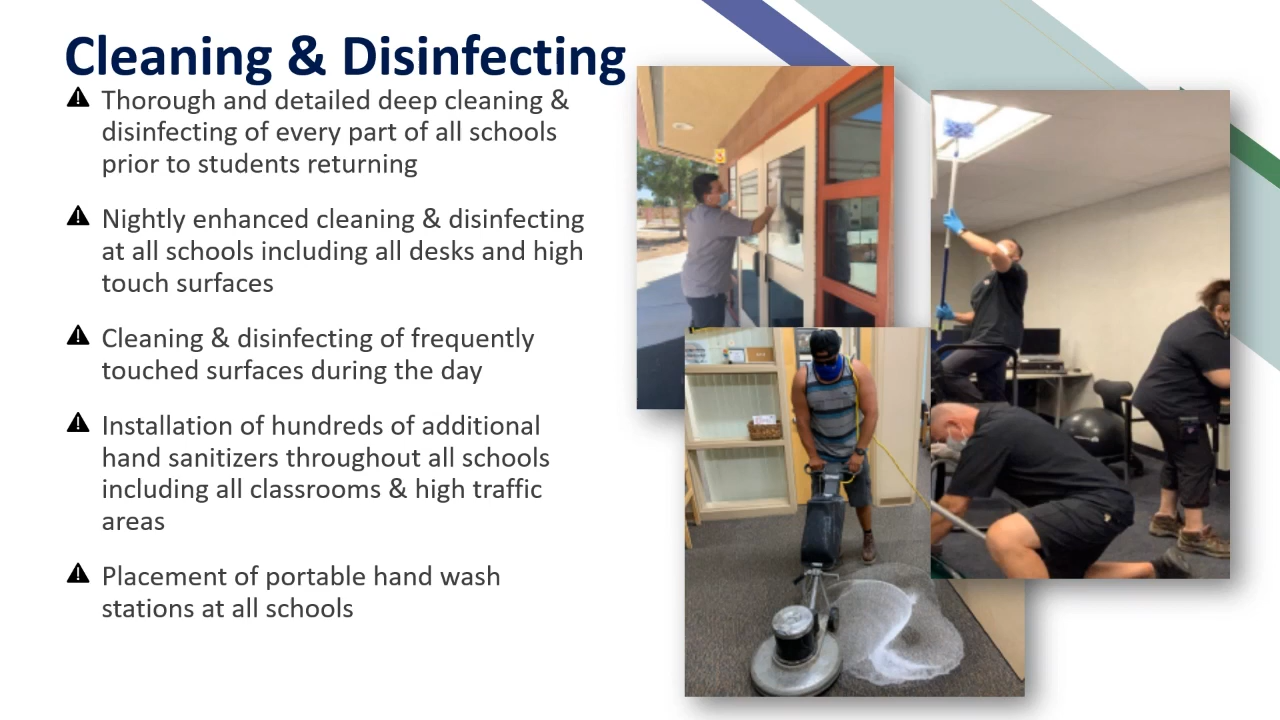 Cleaning & Disinfecting
Thorough and detailed deep cleaning &
disinfecting of every part of all schools
prior to students returning
Nightly enhanced cleaning & disinfecting
at all schools including all desks and high
touch surfaces
Cleaning & disinfecting of frequently
touched surfaces during the day
Installation of hundreds of additional
hand sanitizers throughout all schools
including all classrooms & high traffic
areas
Placement of portable hand wash
stations at all schools